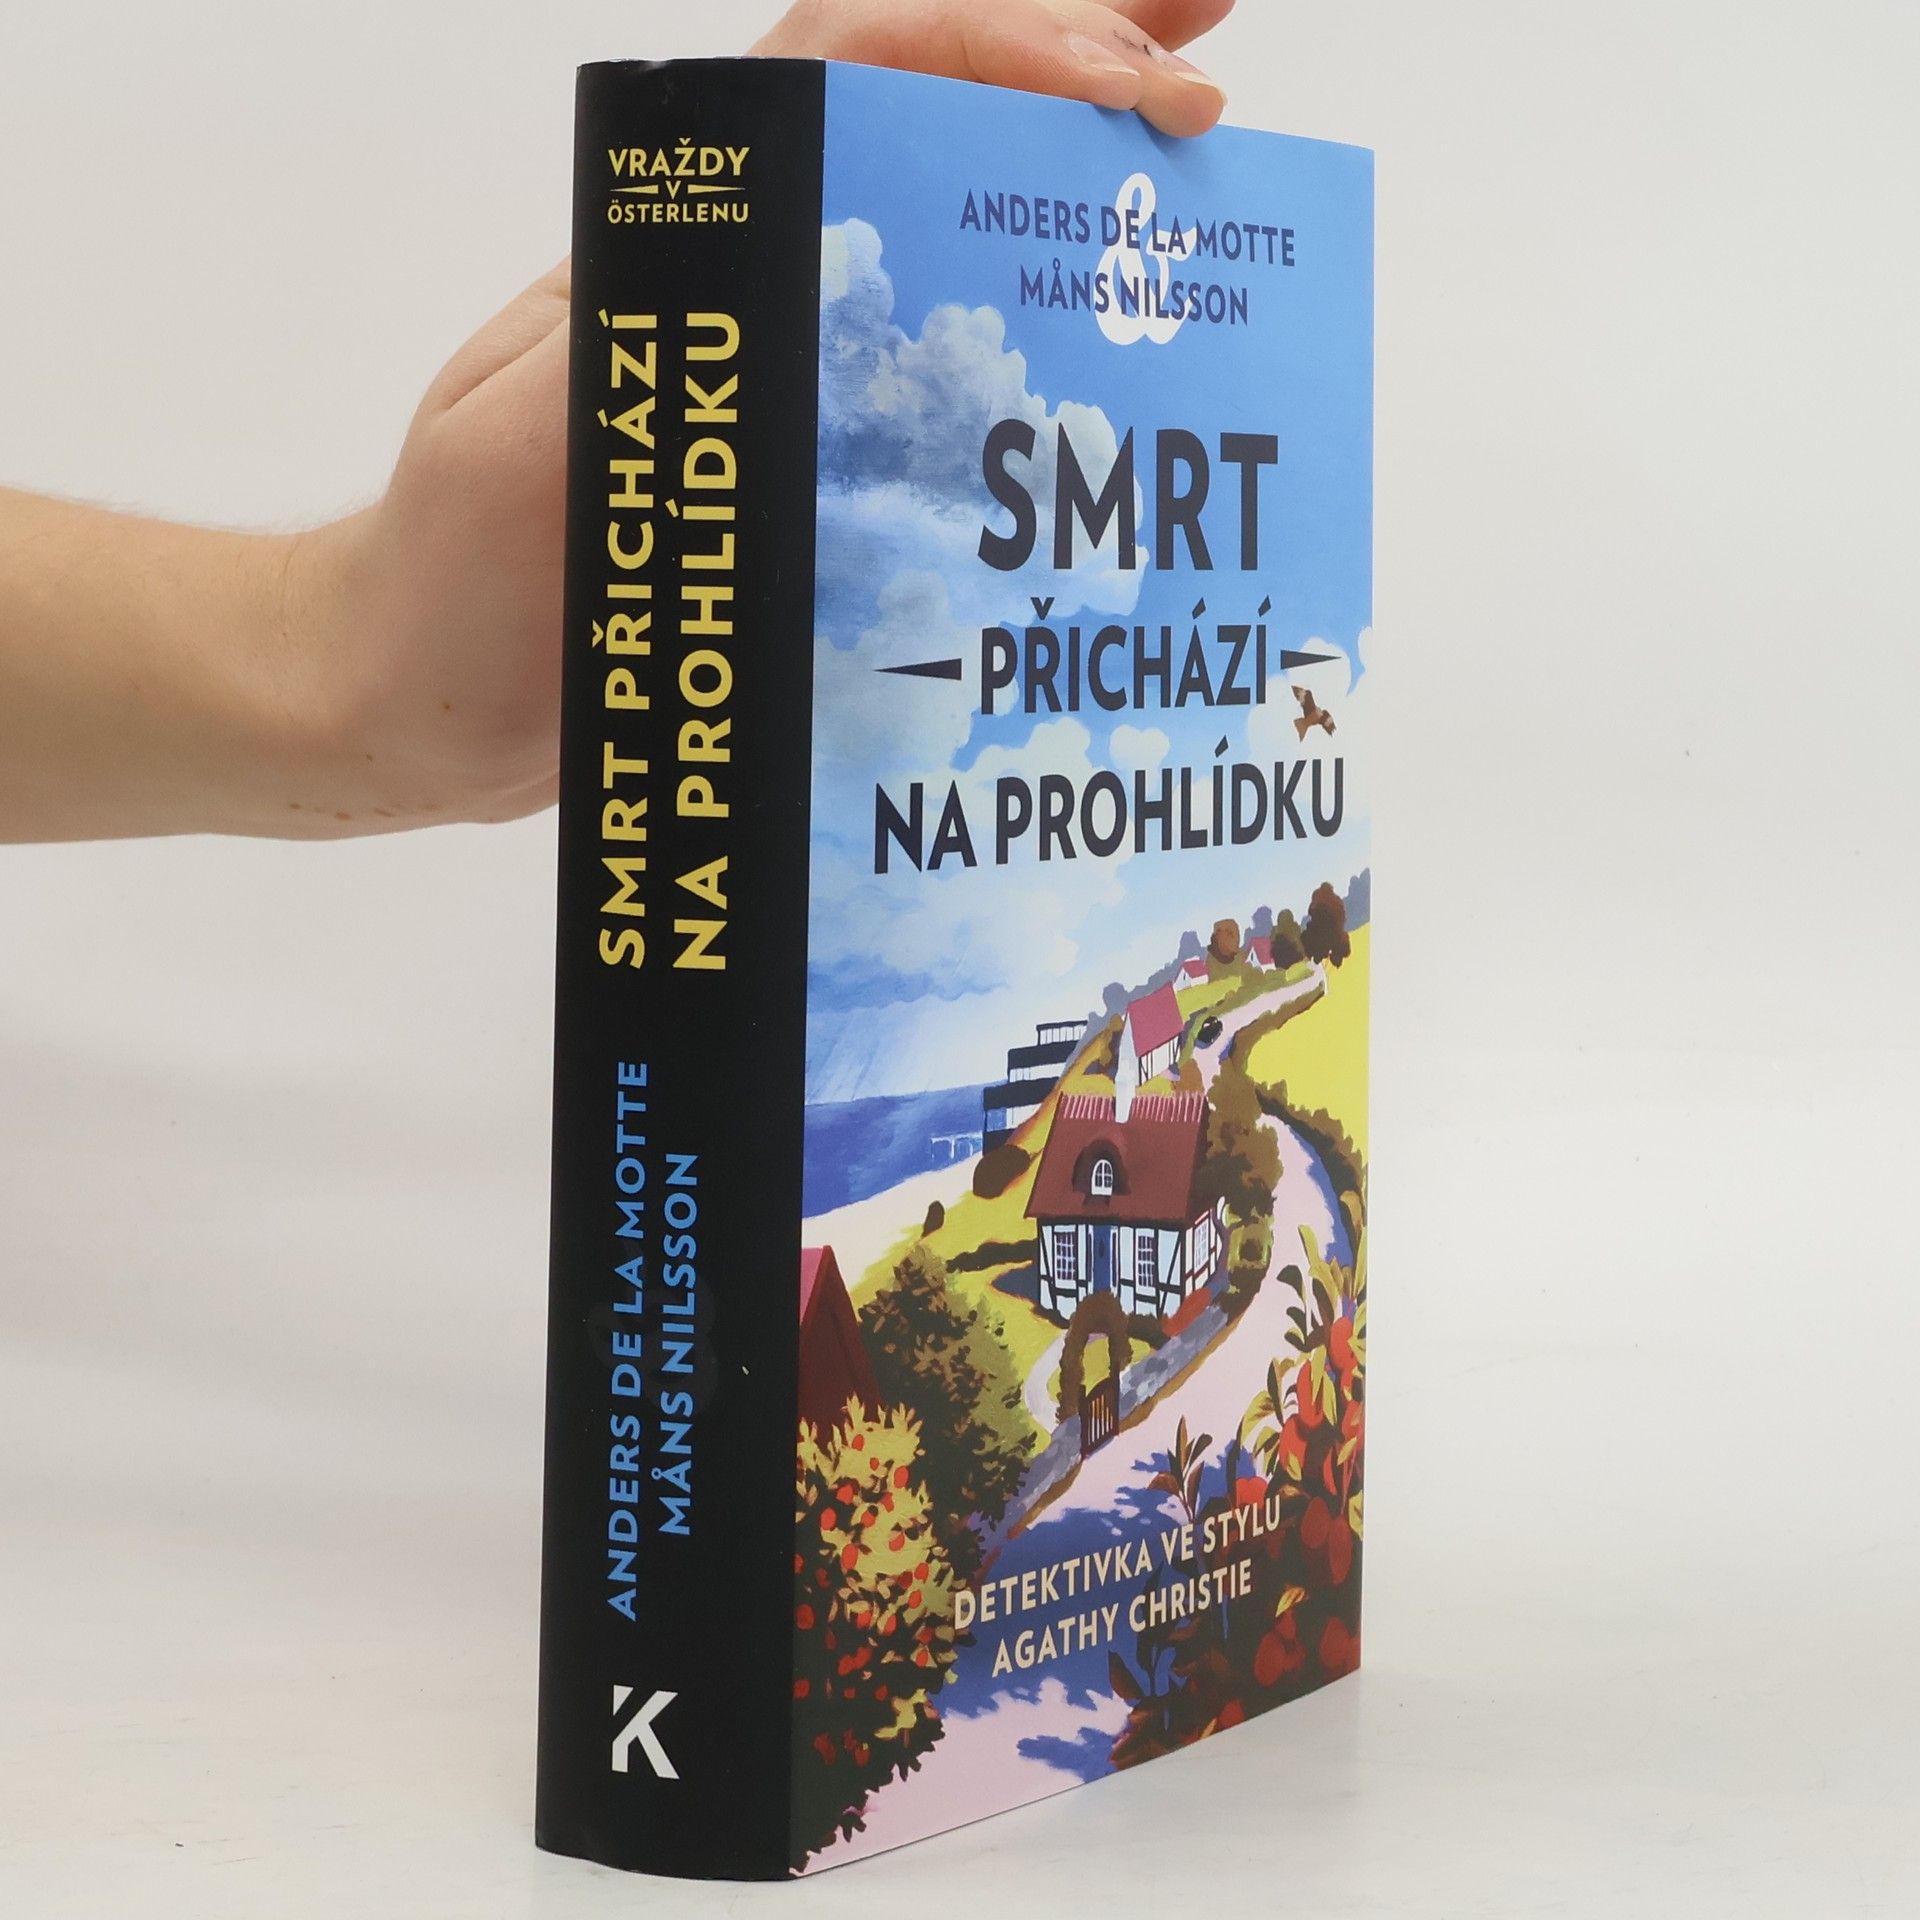 VRAŽDY
V
ÖSTERLENU
SMRT PŘICHÁZÍ
NA PROHLÍDKU
ANDERS DE LA MOTTE
MÅNS NILSSON
K
ANDERS DE LA MOTTE
&
MÅNS NILSSON
SMRT
PŘICHÁZÍ
NA PROHLÍDKU
DETEKTIVKA VE STYLU
AGATHY CHRISTIE